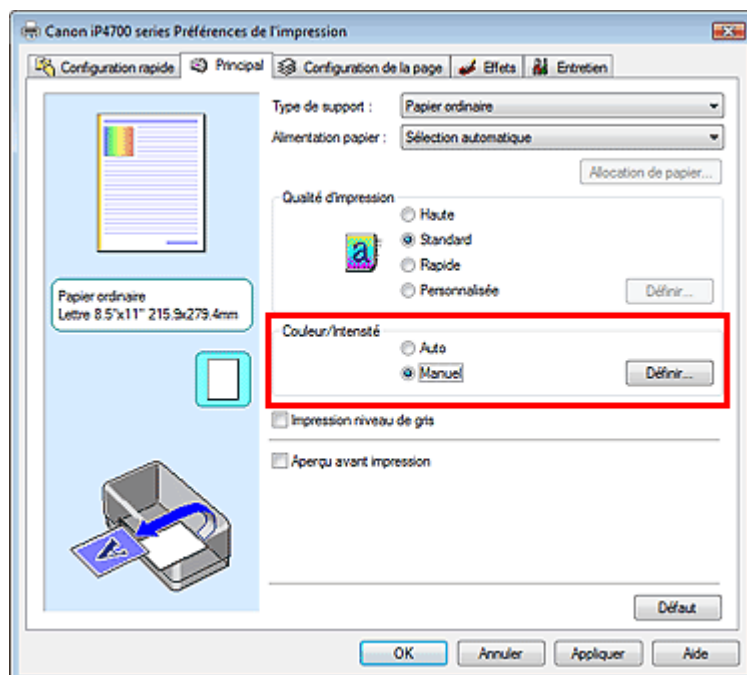 Canon iP4700 series Préférences de l'impression
Configuration rapide Principal Configuration de la page Effets Entretien
Type de support : Papier ordinaire
Alimentation papier : Sélection automatique
Allocation de papier...
Qualité d'impression
Haute
a Standard
Rapide
Personnalisée Définir...
Papier ordinaire
Lettre 8.5"x11" 215.9x279.4mm
Couleur/Intensité
Auto
Manuel Définir...
Impression niveau de gris
Aperçu avant impression
A
Défaut
OK Annuler Appliquer Aide